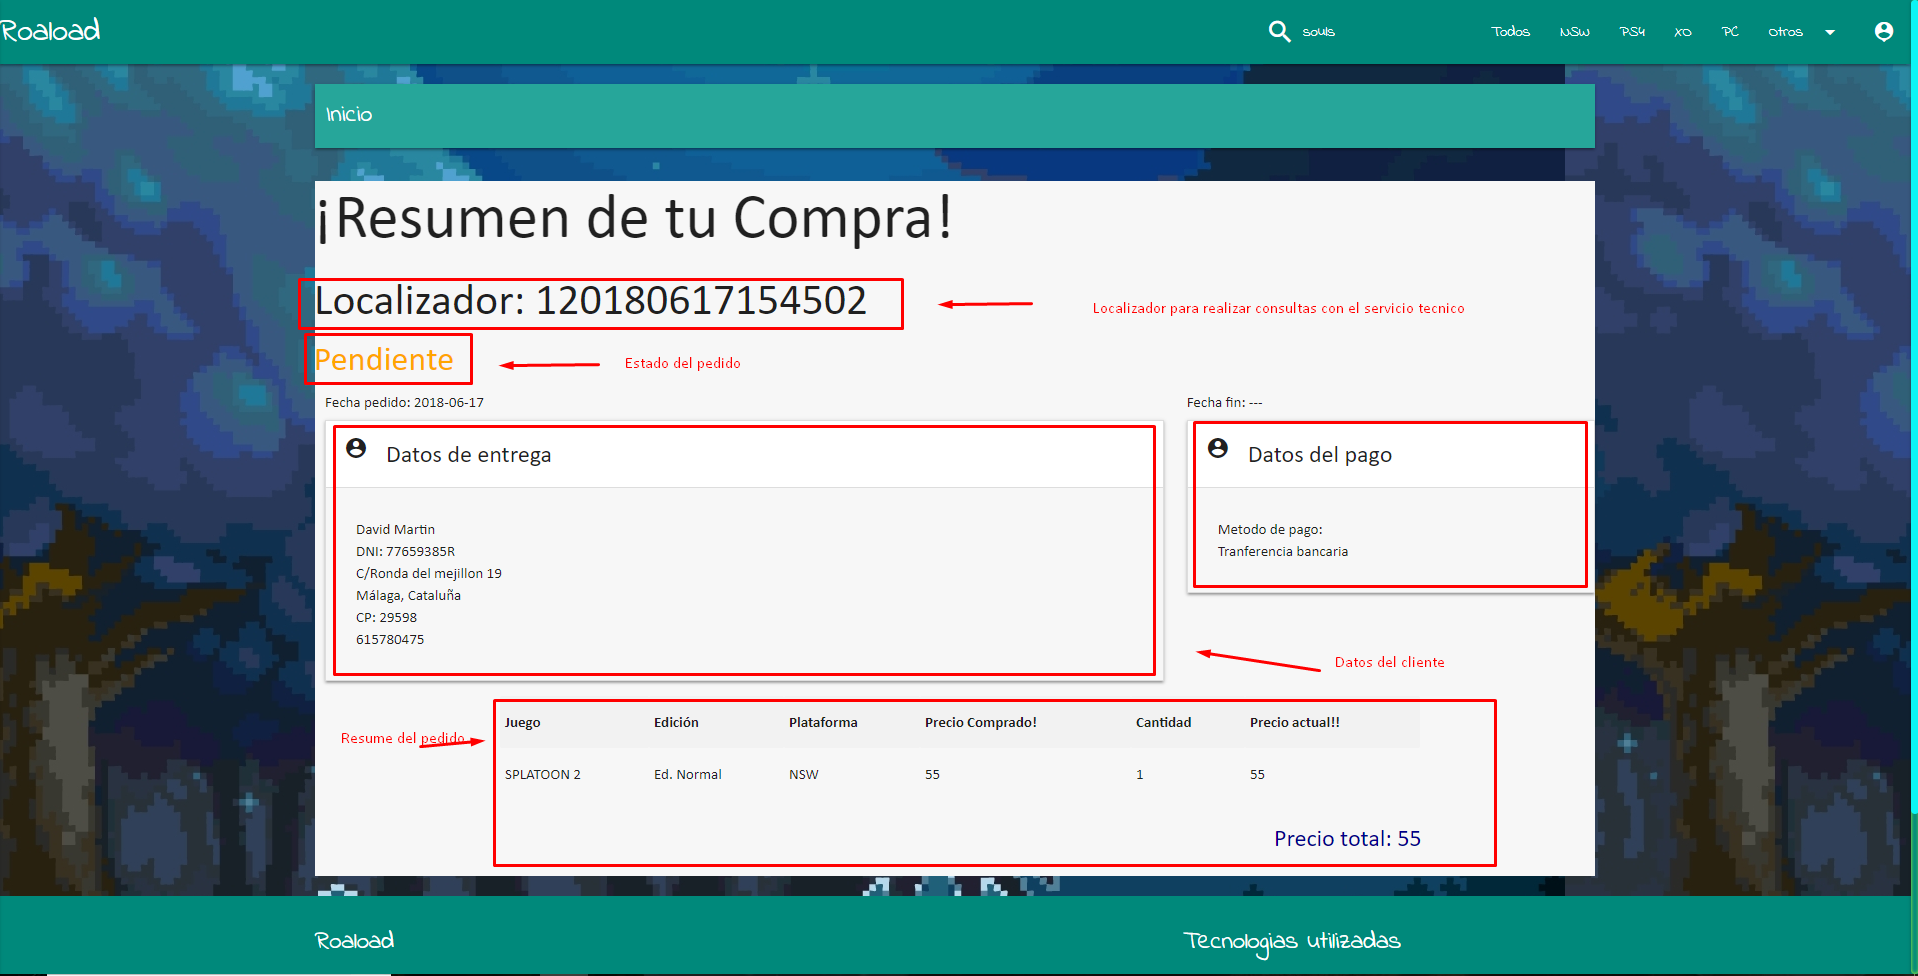 Roaload
souls
Todos NSW PS4 XO PC Otros
Inicio
¡Resumen de tu Compra!
Localizador: 120180617154502
Localizador para realizar consultas con el servicio tecnico
Pendiente
Estado del pedido
Fecha pedido: 2018-06-17
Fecha fin: ---
Datos de entrega
David Martin
DNI: 77659385R
C/Ronda del mejillon 19
Málaga, Cataluña
CP: 29598
615780475
Datos del pago
Metodo de pago:
Tranferencia bancaria
Datos del cliente
Resume del pedido
Juego Edición Plataforma Precio Comprado! Cantidad Precio actual!!
SPLATOON 2 Ed. Normal NSW 55 1 55
Precio total: 55
Roaload
Tecnologias utilizadas